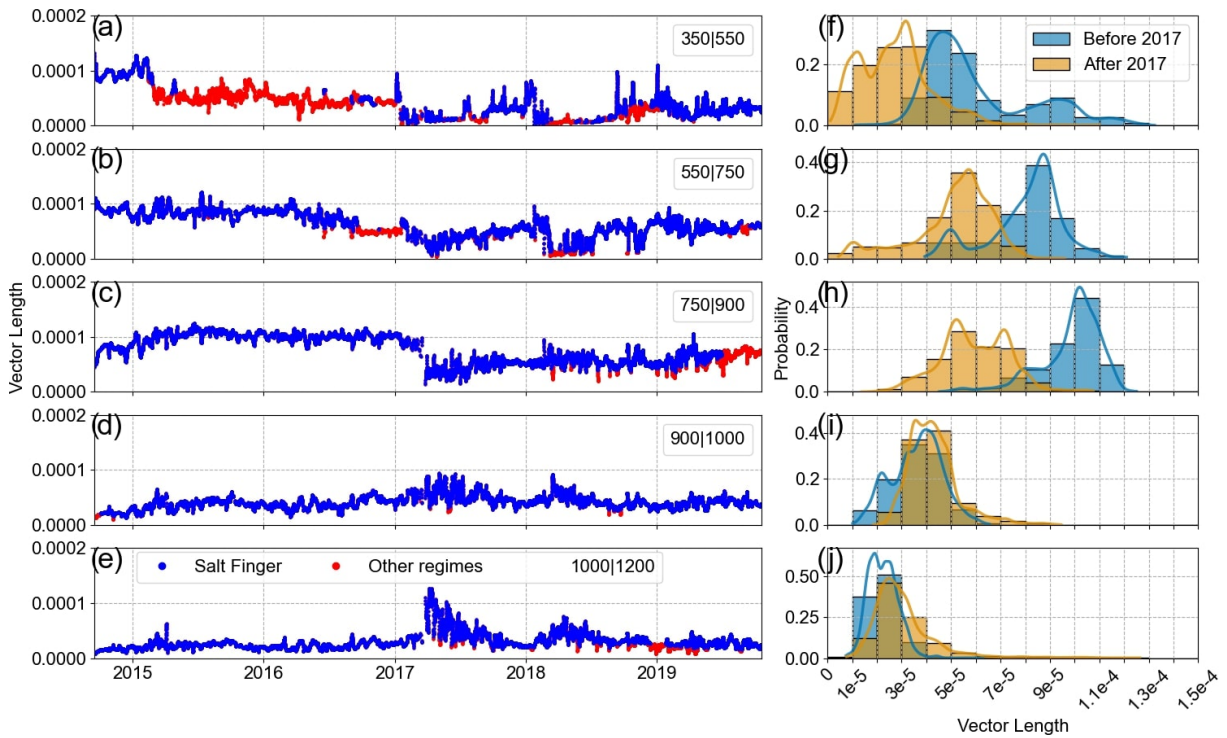 (a)
0.0002
0.0001
0.0000
350|550
(b)
0.0002
0.0001
0.0000
550|750
(c)
0.0002
0.0001
0.0000
750|900
(d)
0.0002
0.0001
0.0000
900|1000
(e)
0.0002
0.0001
0.0000
Salt Finger
Other regimes
1000|1200
2015
2016
2017
2018
2019
Vector Length
(f)
0.2
0.0
Before 2017
After 2017
(g)
0.4
0.2
0.0
(h)
0.4
0.2
0.0
(i)
0.4
0.2
0.0
(j)
0.50
0.25
0.00
Probability
0
1e-5
3e-5
5e-5
7e-5
9e-5
1.1e-4
1.3e-4
1.5e-4
Vector Length